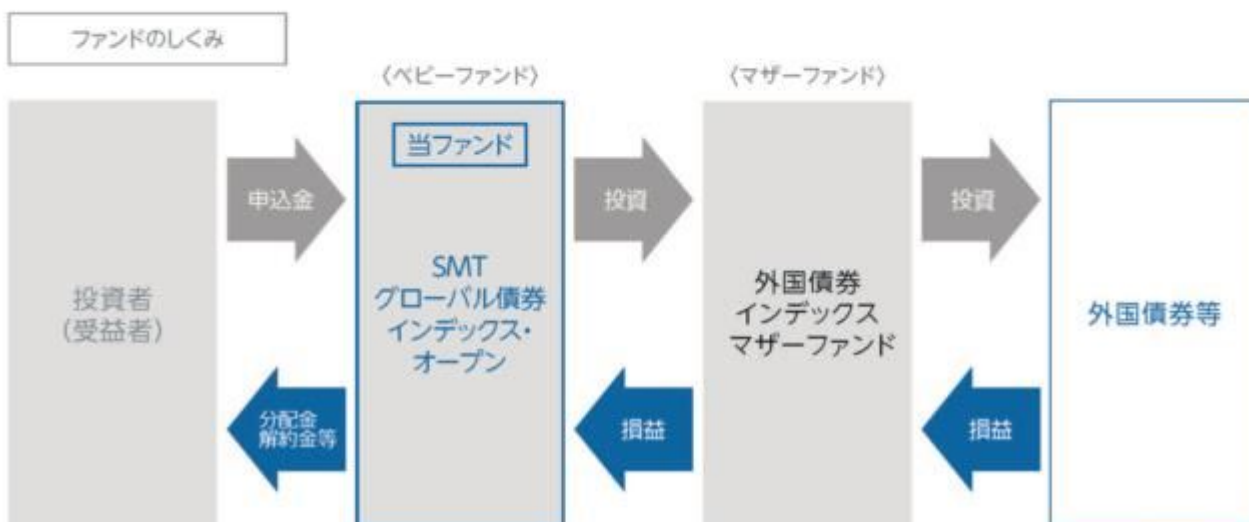 ファンドのしくみ
〈ベビーファンド〉
〈マザーファンド〉
当ファンド
申込金
投資
投資
投資者
(受益者)
SMT
グローバル債券
インデックス・
オープン
外国債券
インデックス
マザーファンド
外国債券等
分配金
解約金等
損益
損益